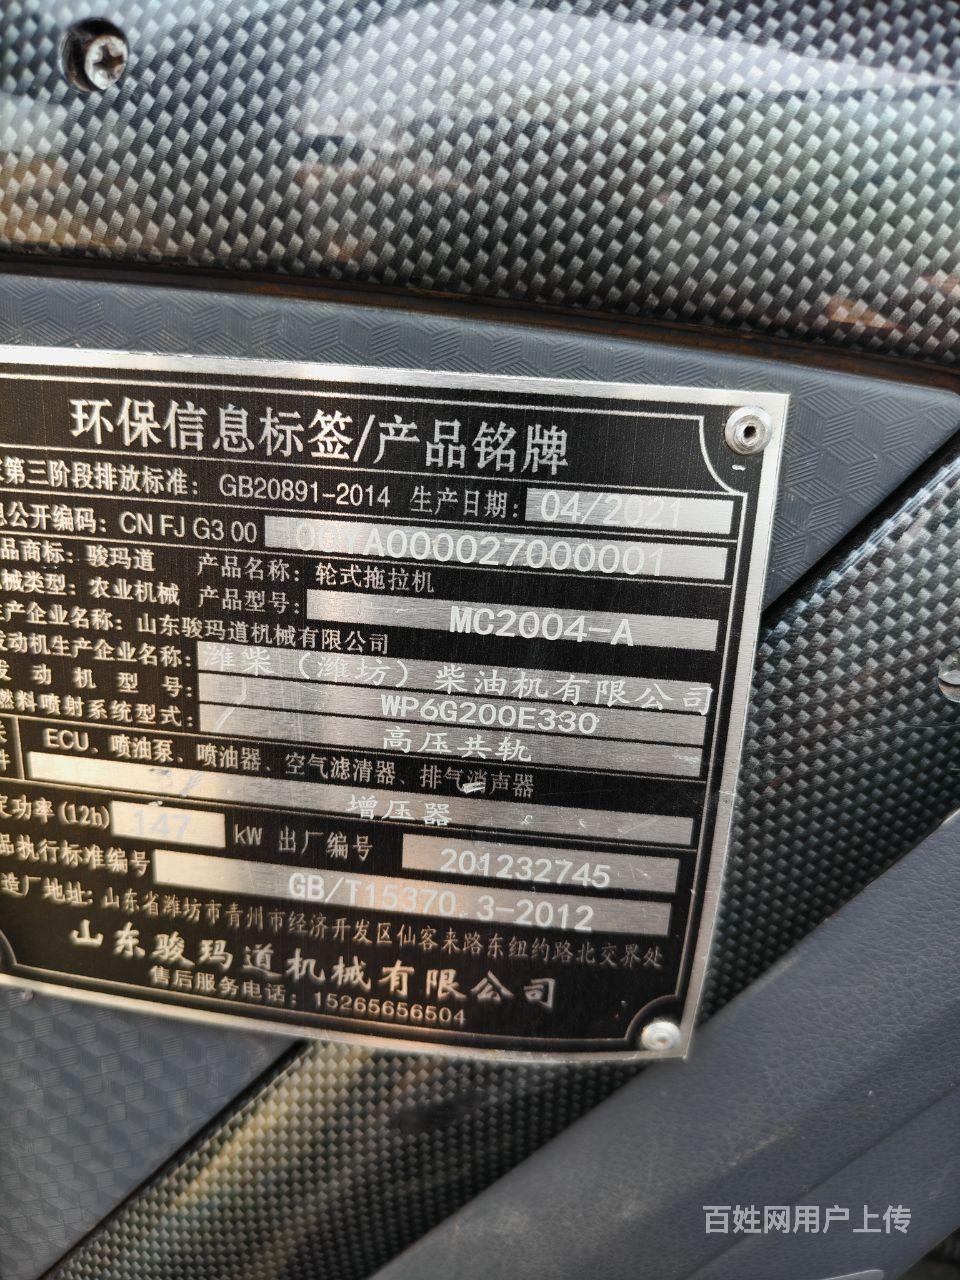 环保信息标签/产品铭牌
第三阶段排放标准：GB20891-2014 生产日期：04/2021
息公开编码：CN FJ G3 00 00YA000027000001
品商标：骏玛道 产品名称：轮式拖拉机
械类型：农业机械 产品型号：MC2004-A
生产企业名称：山东骏玛道机械有限公司
发动机生产企业名称：潍柴（潍坊）柴油机有限公司
发动机型号：WP6G200E330
燃料喷射系统型式：高压共轨
ECU、喷油泵、喷油器、空气滤清器、排气消声器
件 增压器
定功率(12h) 147 kW 出厂编号 201232745
品执行标准编号 GB/T15370.3-2012
造厂地址：山东省潍坊市青州市经济开发区仙客来路东纽约路北交界处
山东骏玛道机械有限公司
售后服务电话：15265656504
百姓网用户上传